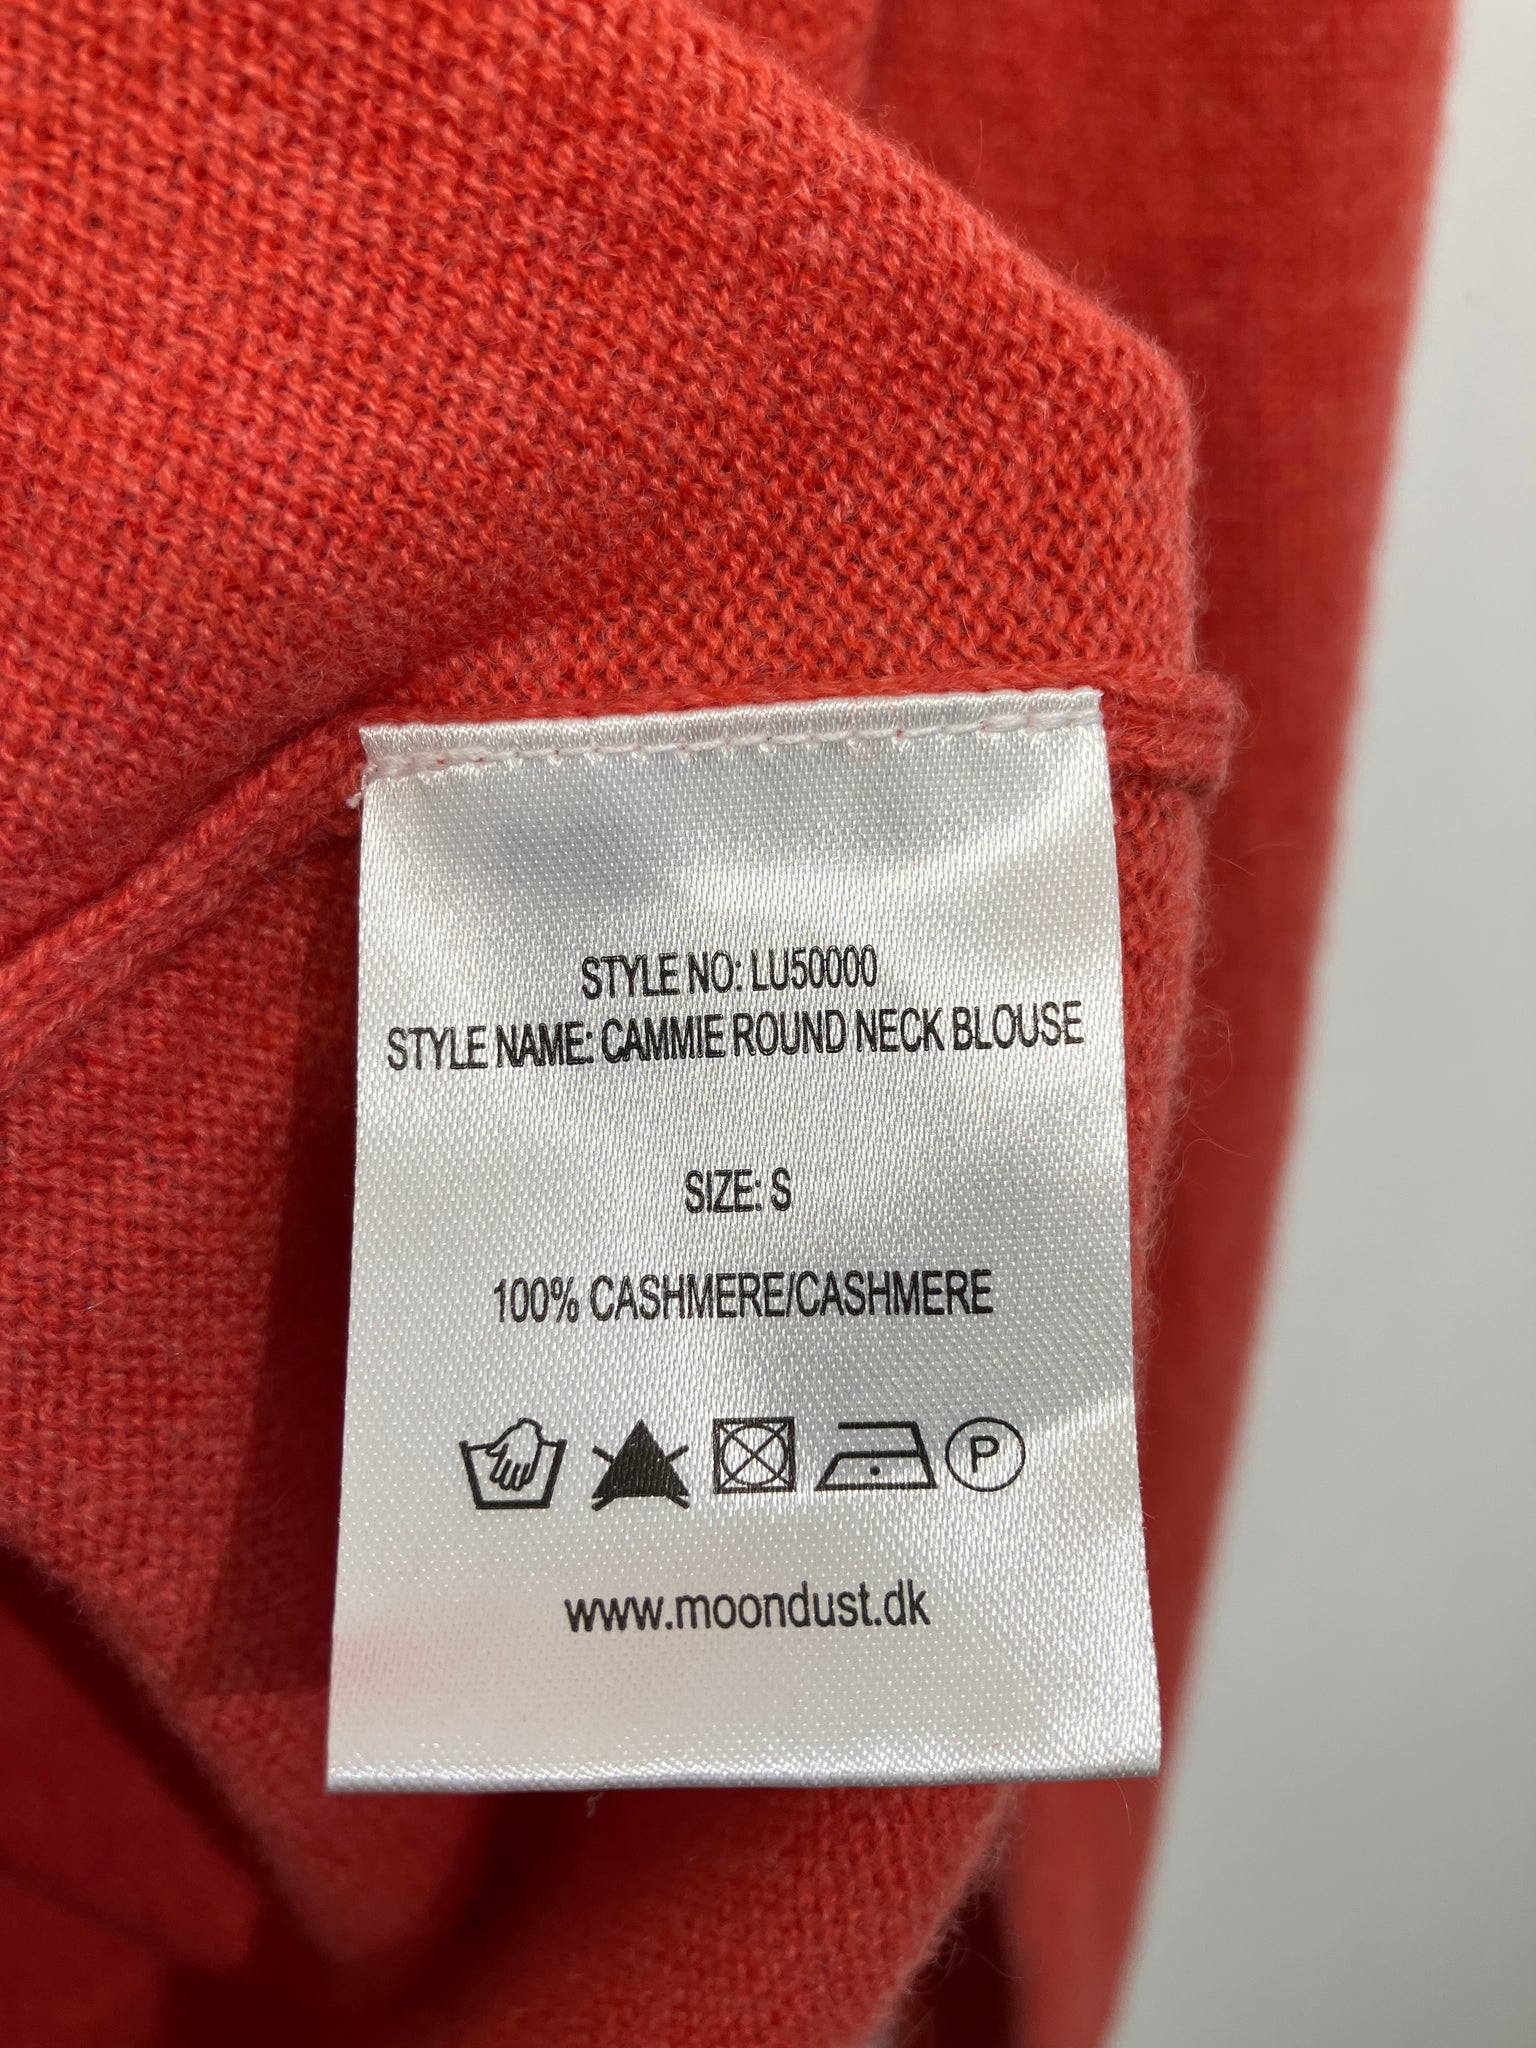 STYLE NO: LU50000
STYLE NAME: CAMMIE ROUND NECK BLOUSE
SIZE: S
100% CASHMERE/CASHMERE
P
www.moondust.dk